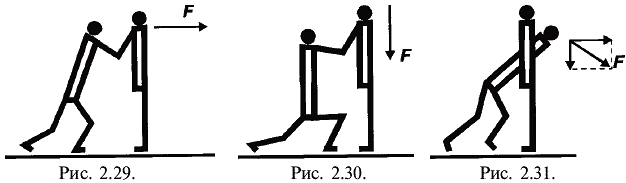 F
F
F
Рис. 2.29.
Рис. 2.30.
Рис. 2.31.